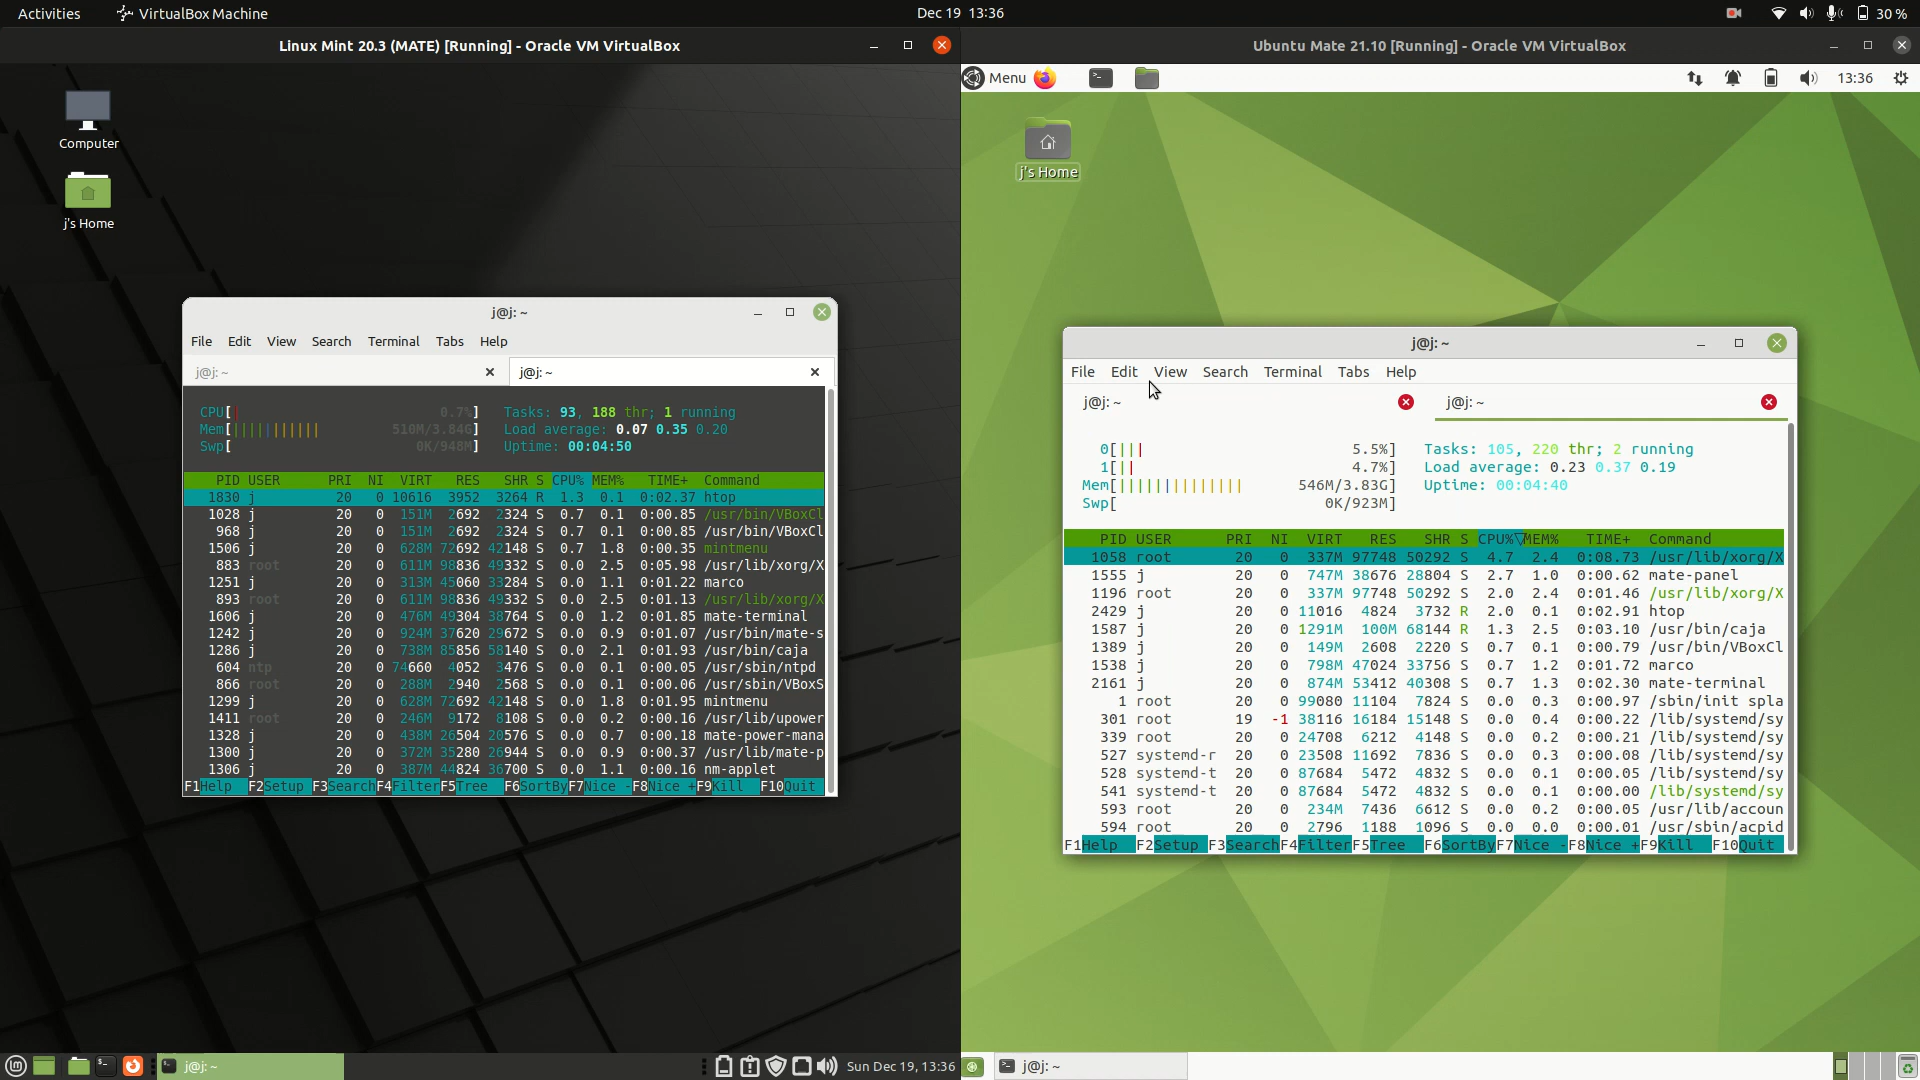 Activities
VirtualBox Machine
Dec 19 13:36
30 %
Linux Mint 20.3 (MATE) [Running] - Oracle VM VirtualBox
Computer
j's Home
j@j: ~
File Edit View Search Terminal Tabs Help
j@j: ~
j@j: ~
CPU[| 0.7%] Tasks: 93, 188 thr; 1 running
Mem[||||||||||||| 510M/3.84G] Load average: 0.07 0.35 0.20
Swp[ 0K/948M] Uptime: 00:04:50
PID USER PRI NI VIRT RES SHR S CPU% MEM% TIME+ Command
1830 j 20 0 10616 3952 3264 R 1.3 0.1 0:02.37 htop
1028 j 20 0 151M 2692 2324 S 0.7 0.1 0:00.85 /usr/bin/VBoxCl
968 j 20 0 151M 2692 2324 S 0.7 0.1 0:00.85 /usr/bin/VBoxCl
1506 j 20 0 628M 72692 42148 S 0.7 1.8 0:00.35 mintmenu
883 root 20 0 611M 98836 49332 S 0.0 2.5 0:05.98 /usr/lib/xorg/X
1251 j 20 0 313M 45060 33284 S 0.0 1.1 0:01.22 marco
893 root 20 0 611M 98836 49332 S 0.0 2.5 0:01.13 /usr/lib/xorg/X
1606 j 20 0 476M 49304 38764 S 0.0 1.2 0:01.85 mate-terminal
1242 j 20 0 924M 37620 29672 S 0.0 0.9 0:01.07 /usr/bin/mate-s
1286 j 20 0 738M 85856 58140 S 0.0 2.1 0:01.93 /usr/bin/caja
604 ntp 20 0 74660 4052 3476 S 0.0 0.1 0:00.05 /usr/sbin/ntpd
866 root 20 0 288M 2940 2568 S 0.0 0.1 0:00.06 /usr/sbin/VBoxS
1299 j 20 0 628M 72692 42148 S 0.0 1.8 0:01.95 mintmenu
1411 root 20 0 246M 9172 8108 S 0.0 0.2 0:00.16 /usr/lib/upower
1328 j 20 0 438M 26504 20576 S 0.0 0.7 0:00.18 mate-power-mana
1300 j 20 0 372M 35280 26944 S 0.0 0.9 0:00.37 /usr/lib/mate-p
1306 j 20 0 387M 44824 36700 S 0.0 1.1 0:00.16 nm-applet
F1Help F2Setup F3SearchF4FilterF5Tree F6SortByF7Nice -F8Nice +F9Kill F10Quit
j@j: ~
Sun Dec 19, 13:36
Ubuntu Mate 21.10 [Running] - Oracle VM VirtualBox
Menu
13:36
j's Home
j@j: ~
File Edit View Search Terminal Tabs Help
j@j: ~
j@j: ~
0[||| 5.5%] Tasks: 105, 220 thr; 2 running
1[|| 4.7%] Load average: 0.23 0.37 0.19
Mem[|||||||||||||| 546M/3.83G] Uptime: 00:04:40
Swp[ 0K/923M]
PID USER PRI NI VIRT RES SHR S CPU%▽MEM% TIME+ Command
1058 root 20 0 337M 97748 50292 S 4.7 2.4 0:08.73 /usr/lib/xorg/X
1555 j 20 0 747M 38676 28804 S 2.7 1.0 0:00.62 mate-panel
1196 root 20 0 337M 97748 50292 S 2.0 2.4 0:01.46 /usr/lib/xorg/X
2429 j 20 0 11016 4824 3732 R 2.0 0.1 0:02.91 htop
1587 j 20 0 1291M 100M 68144 R 1.3 2.5 0:03.10 /usr/bin/caja
1389 j 20 0 149M 2608 2220 S 0.7 0.1 0:00.79 /usr/bin/VBoxCl
1538 j 20 0 798M 47024 33756 S 0.7 1.2 0:01.72 marco
2161 j 20 0 874M 53412 40308 S 0.7 1.3 0:02.30 mate-terminal
1 root 20 0 99080 11104 7824 S 0.0 0.3 0:00.97 /sbin/init spla
301 root 19 -1 38116 16184 15148 S 0.0 0.4 0:00.22 /lib/systemd/sy
339 root 20 0 24708 6212 4148 S 0.0 0.2 0:00.21 /lib/systemd/sy
527 systemd-r 20 0 23508 11692 7836 S 0.0 0.3 0:00.08 /lib/systemd/sy
528 systemd-t 20 0 87684 5472 4832 S 0.0 0.1 0:00.05 /lib/systemd/sy
541 systemd-t 20 0 87684 5472 4832 S 0.0 0.1 0:00.00 /lib/systemd/sy
593 root 20 0 234M 7436 6612 S 0.0 0.2 0:00.05 /usr/lib/accoun
594 root 20 0 2796 1188 1096 S 0.0 0.0 0:00.01 /usr/sbin/acpid
F1Help F2Setup F3SearchF4FilterF5Tree F6SortByF7Nice -F8Nice +F9Kill F10Quit
j@j: ~